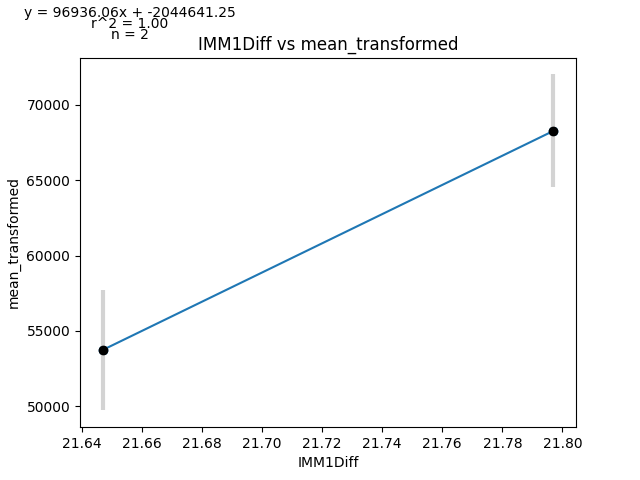 y = 96936.06x + -2044641.25
r^2 = 1.00
n = 2
IMM1Diff vs mean_transformed
70000
65000
60000
55000
50000
mean_transformed
21.64 21.66 21.68 21.70 21.72 21.74 21.76 21.78 21.80
IMM1Diff